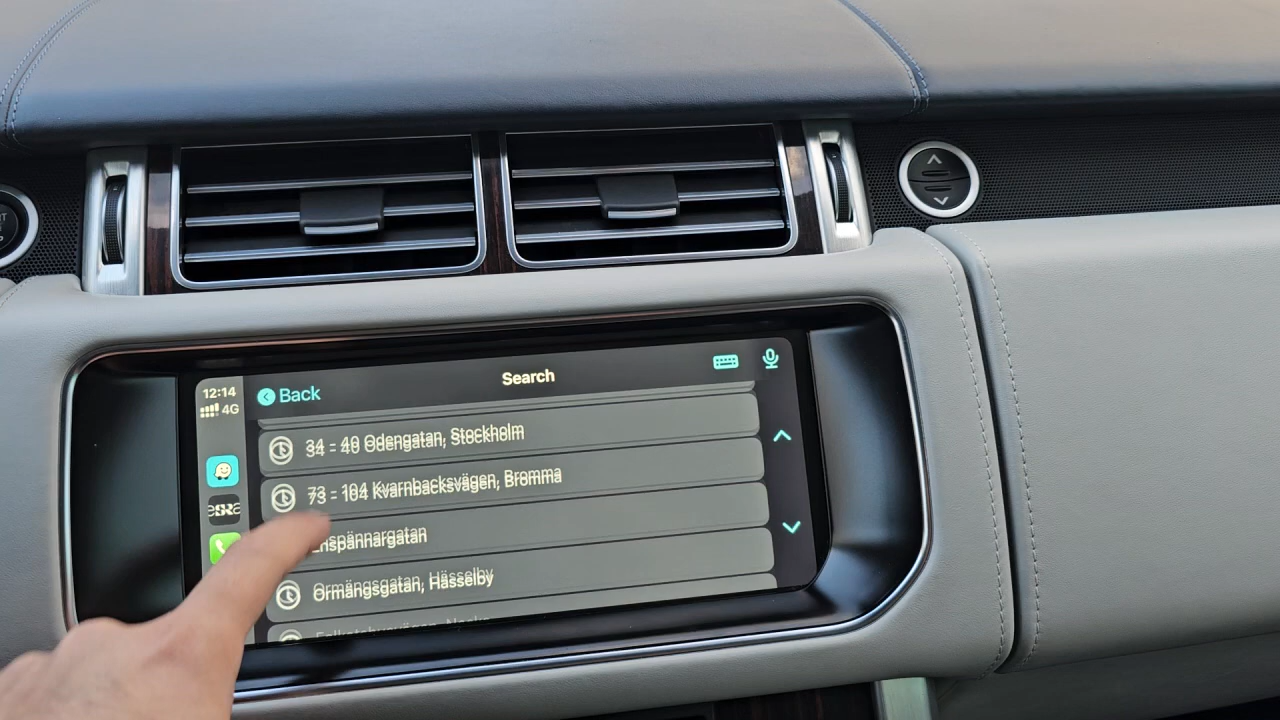 12:14
4G
Back
Search
34 - 40 Odengatan, Stockholm
73 - 104 Kvarnbacksvägen, Bromma
Enspännargatan
Ormängsgatan, Hässelby